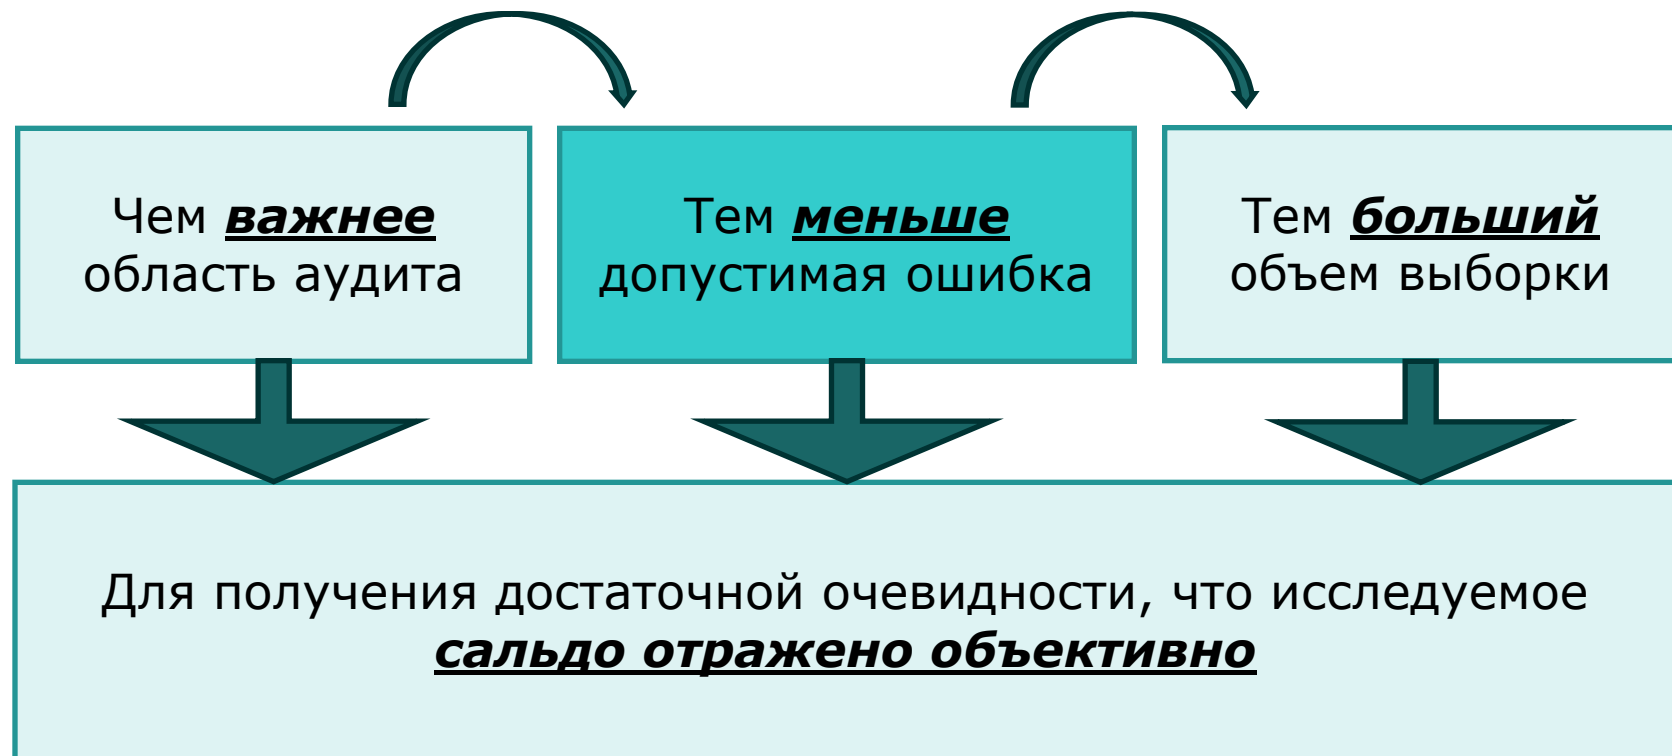 Чем важнее
область аудита
Тем меньше
допустимая ошибка
Тем больший
объем выборки
Для получения достаточной очевидности, что исследуемое
сальдо отражено объективно